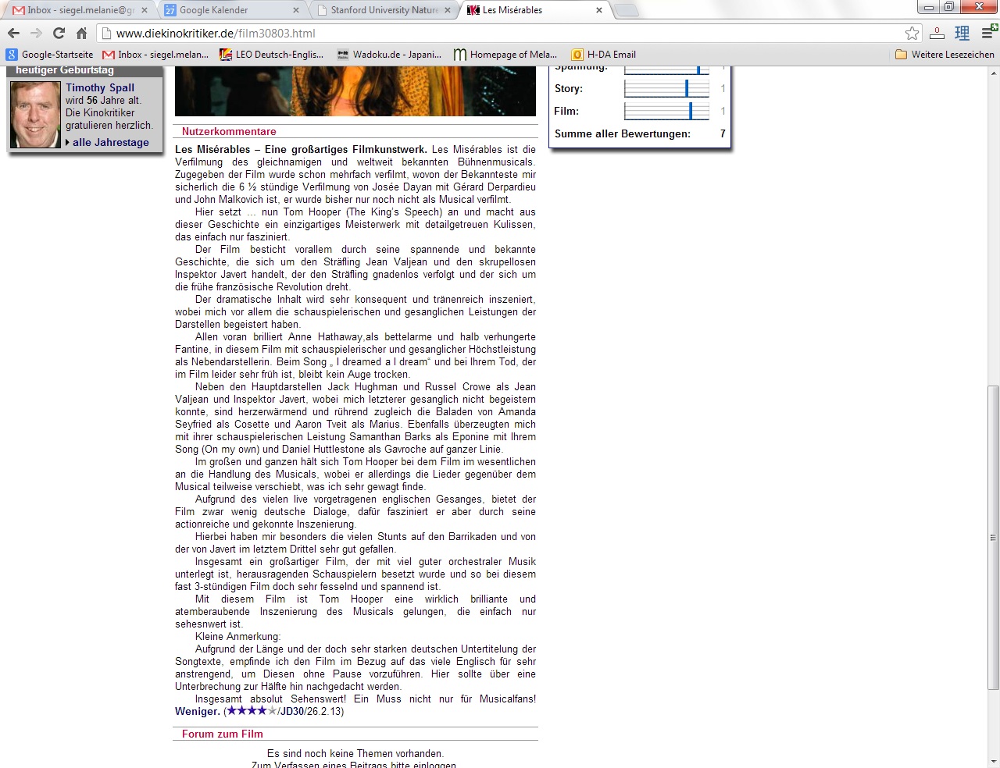 Inbox - siegel.melanie@gr
Google Kalender
Stanford University Nature
Les Misérables
www.diekinokritiker.de/film30803.html
Google-Startseite
Inbox - siegel.melan...
LEO Deutsch-Englis...
Wadoku.de - Japani...
Homepage of Mela...
H-DA Email
Weitere Lesezeichen
heutiger Geburtstag
Timothy Spall
wird 56 Jahre alt.
Die Kinokritiker
gratulieren herzlich.
alle Jahrestage
Nutzerkommentare
Les Misérables – Eine großartiges Filmkunstwerk. Les Misérables ist die
Verfilmung des gleichnamigen und weltweit bekannten Bühnenmusicals.
Zugegeben der Film wurde schon mehrfach verfilmt, wovon der Bekannteste mir
sicherlich die 6 ½ stündige Verfilmung von Josée Dayan mit Gérard Derpardieu
und John Malkovich ist, er wurde bisher nur noch nicht als Musical verfilmt.
Hier setzt ... nun Tom Hooper (The King's Speech) an und macht aus
dieser Geschichte ein einzigartiges Meisterwerk mit detailgetreuen Kulissen,
das einfach nur fasziniert.
Der Film besticht vorallem durch seine spannende und bekannte
Geschichte, die sich um den Sträfling Jean Valjean und den skrupellosen
Inspektor Javert handelt, der den Sträfling gnadenlos verfolgt und der sich um
die frühe französische Revolution dreht.
Der dramatische Inhalt wird sehr konsequent und tränenreich inszeniert,
wobei mich vor allem die schauspielerischen und gesanglichen Leistungen der
Darstellen begeistert haben.
Allen voran brilliert Anne Hathaway,als bettelarme und halb verhungerte
Fantine, in diesem Film mit schauspielerischer und gesanglicher Höchstleistung
als Nebendarstellerin. Beim Song „ I dreamed a I dream“ und bei Ihrem Tod, der
im Film leider sehr früh ist, bleibt kein Auge trocken.
Neben den Hauptdarstellen Jack Hughman und Russel Crowe als Jean
Valjean und Inspektor Javert, wobei mich letzterer gesanglich nicht begeistern
konnte, sind herzerwärmend und rührend zugleich die Baladen von Amanda
Seyfried als Cosette und Aaron Tveit als Marius. Ebenfalls überzeugten mich
mit ihrer schauspielerischen Leistung Samanthan Barks als Eponine mit Ihrem
Song (On my own) und Daniel Huttlestone als Gavroche auf ganzer Linie.
Im großen und ganzen hält sich Tom Hooper bei dem Film im wesentlichen
an die Handlung des Musicals, wobei er allerdings die Lieder gegenüber dem
Musical teilweise verschiebt, was ich sehr gewagt finde.
Aufgrund des vielen live vorgetragenen englischen Gesanges, bietet der
Film zwar wenig deutsche Dialoge, dafür fasziniert er aber durch seine
actionreiche und gekonnte Inszenierung.
Hierbei haben mir besonders die vielen Stunts auf den Barrikaden und von
der von Javert im letztem Drittel sehr gut gefallen.
Insgesamt ein großartiger Film, der mit viel guter orchestraler Musik
unterlegt ist, herausragenden Schauspielern besetzt wurde und so bei diesem
fast 3-stündigen Film doch sehr fesselnd und spannend ist.
Mit diesem Film ist Tom Hooper eine wirklich brilliante und
atemberaubende Inszenierung des Musicals gelungen, die einfach nur
sehesnwert ist.
Kleine Anmerkung:
Aufgrund der Länge und der doch sehr starken deutschen Untertitelung der
Songtexte, empfinde ich den Film im Bezug auf das viele Englisch für sehr
anstrengend, um Diesen ohne Pause vorzuführen. Hier sollte über eine
Unterbrechung zur Hälfte hin nachgedacht werden.
Insgesamt absolut Sehenswert! Ein Muss nicht nur für Musicalfans!
Weniger. (★★★★★/JD30/26.2.13)
Forum zum Film
Es sind noch keine Themen vorhanden.
Zum Verfassen eines Beitrags bitte einloggen
Spannung: 1
Story: 1
Film: 1
Summe aller Bewertungen: 7